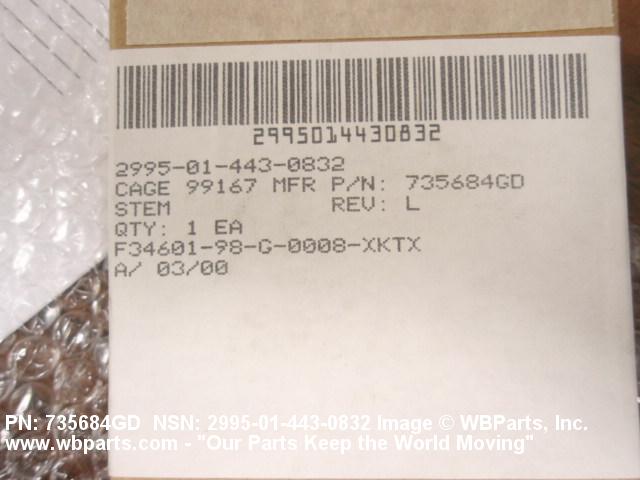 2995014430832
2995-01-443-0832
CAGE 99167 MFR P/N: 735684GD
STEM REV: L
QTY: 1 EA
F34601-98-G-0008-XKTX
A/ 03/00
PN: 735684GD NSN: 2995-01-443-0832 Image © WBParts, Inc.
www.wbparts.com - "Our Parts Keep the World Moving"